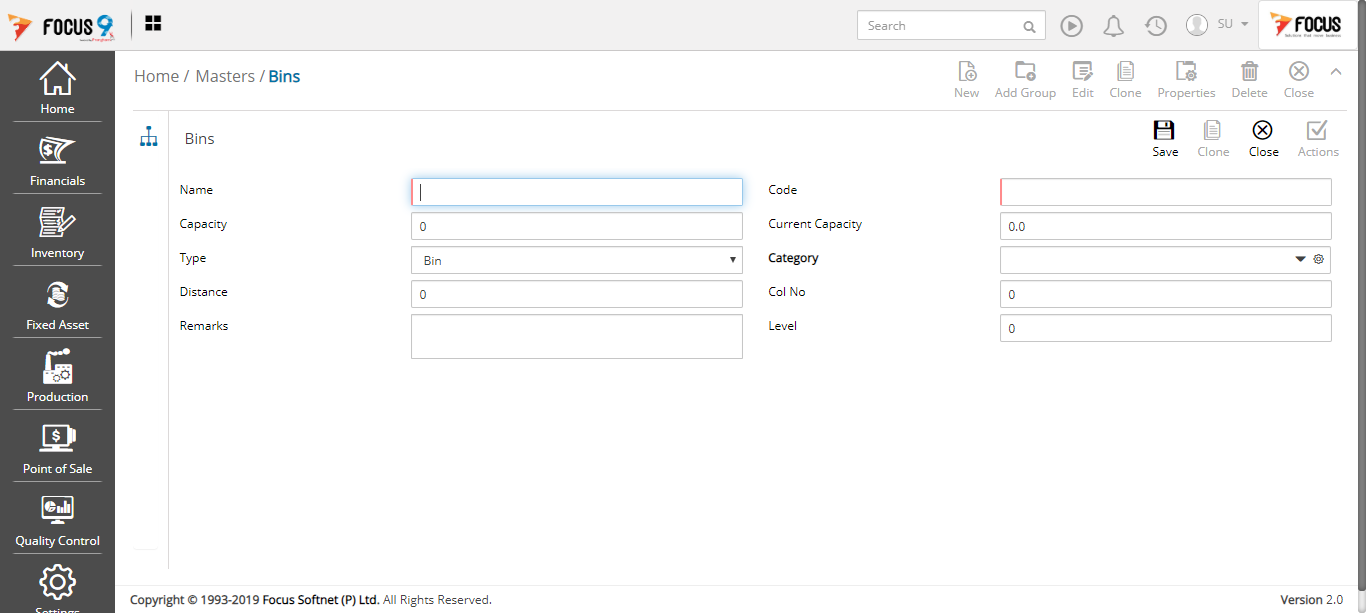 FOCUS 9
Search
SU
FOCUS
Home / Masters / Bins
New
Add Group
Edit
Clone
Properties
Delete
Close
Home
Financials
Inventory
Fixed Asset
Production
Point of Sale
Quality Control
Settings
Bins
Save
Clone
Close
Actions
Name
Code
Capacity
0
Current Capacity
0.0
Type
Bin
Category
Distance
0
Col No
0
Remarks
Level
0
Copyright © 1993-2019 Focus Softnet (P) Ltd. All Rights Reserved.
Version 2.0